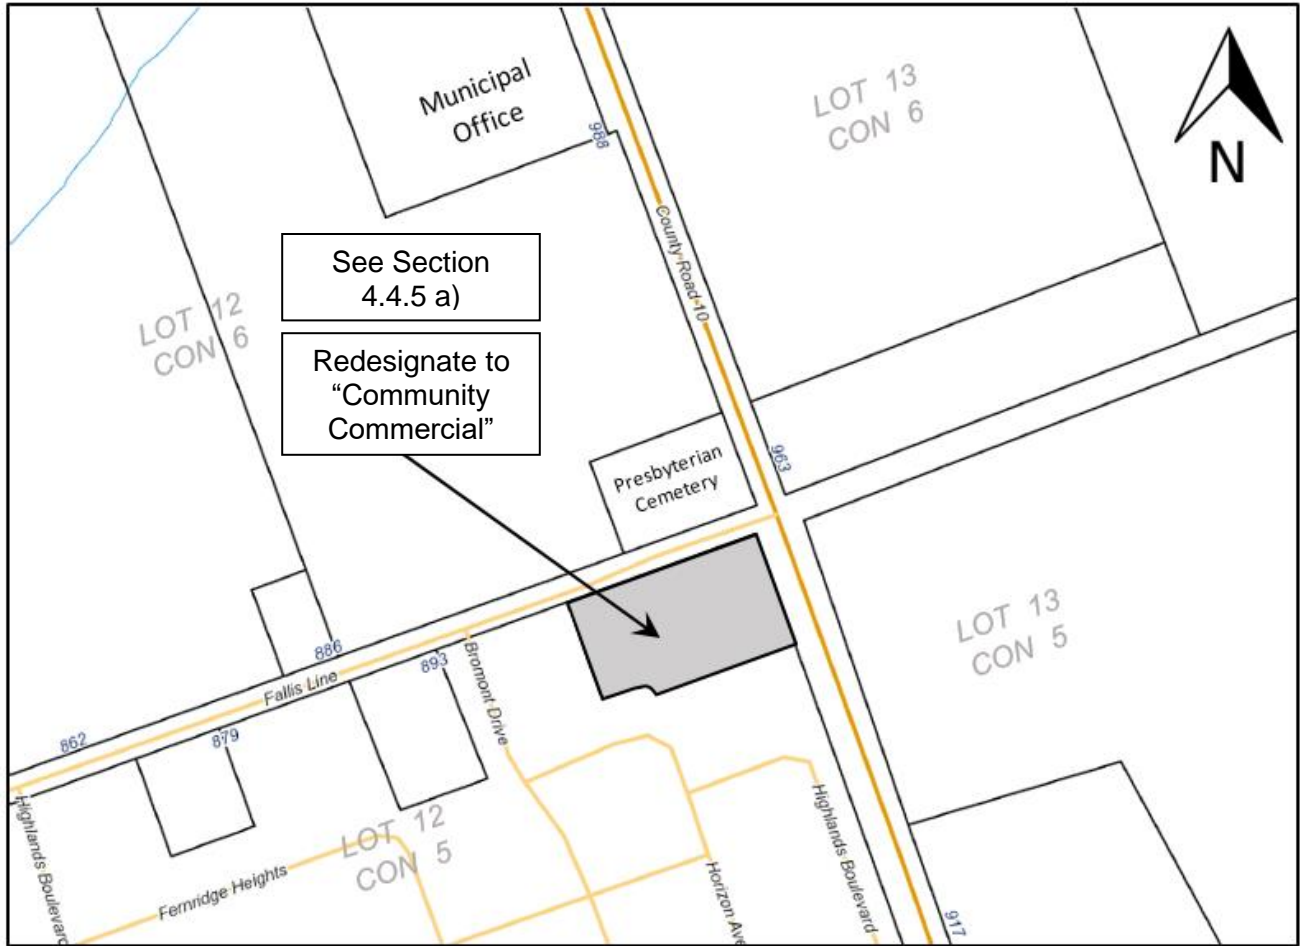 Municipal
Office
LOT 13
CON 6
N
988
County Road 10
See Section
4.4.5 a)
LOT 12
CON 6
Redesignate to
“Community
Commercial”
Presbyterian
Cemetery
963
LOT 13
CON 5
886
893
Fallis Line
Bromont Drive
862
879
Highlands Boulevard
LOT 12
CON 5
Fernridge Heights
Highlands Boulevard
Horizon Ave
917